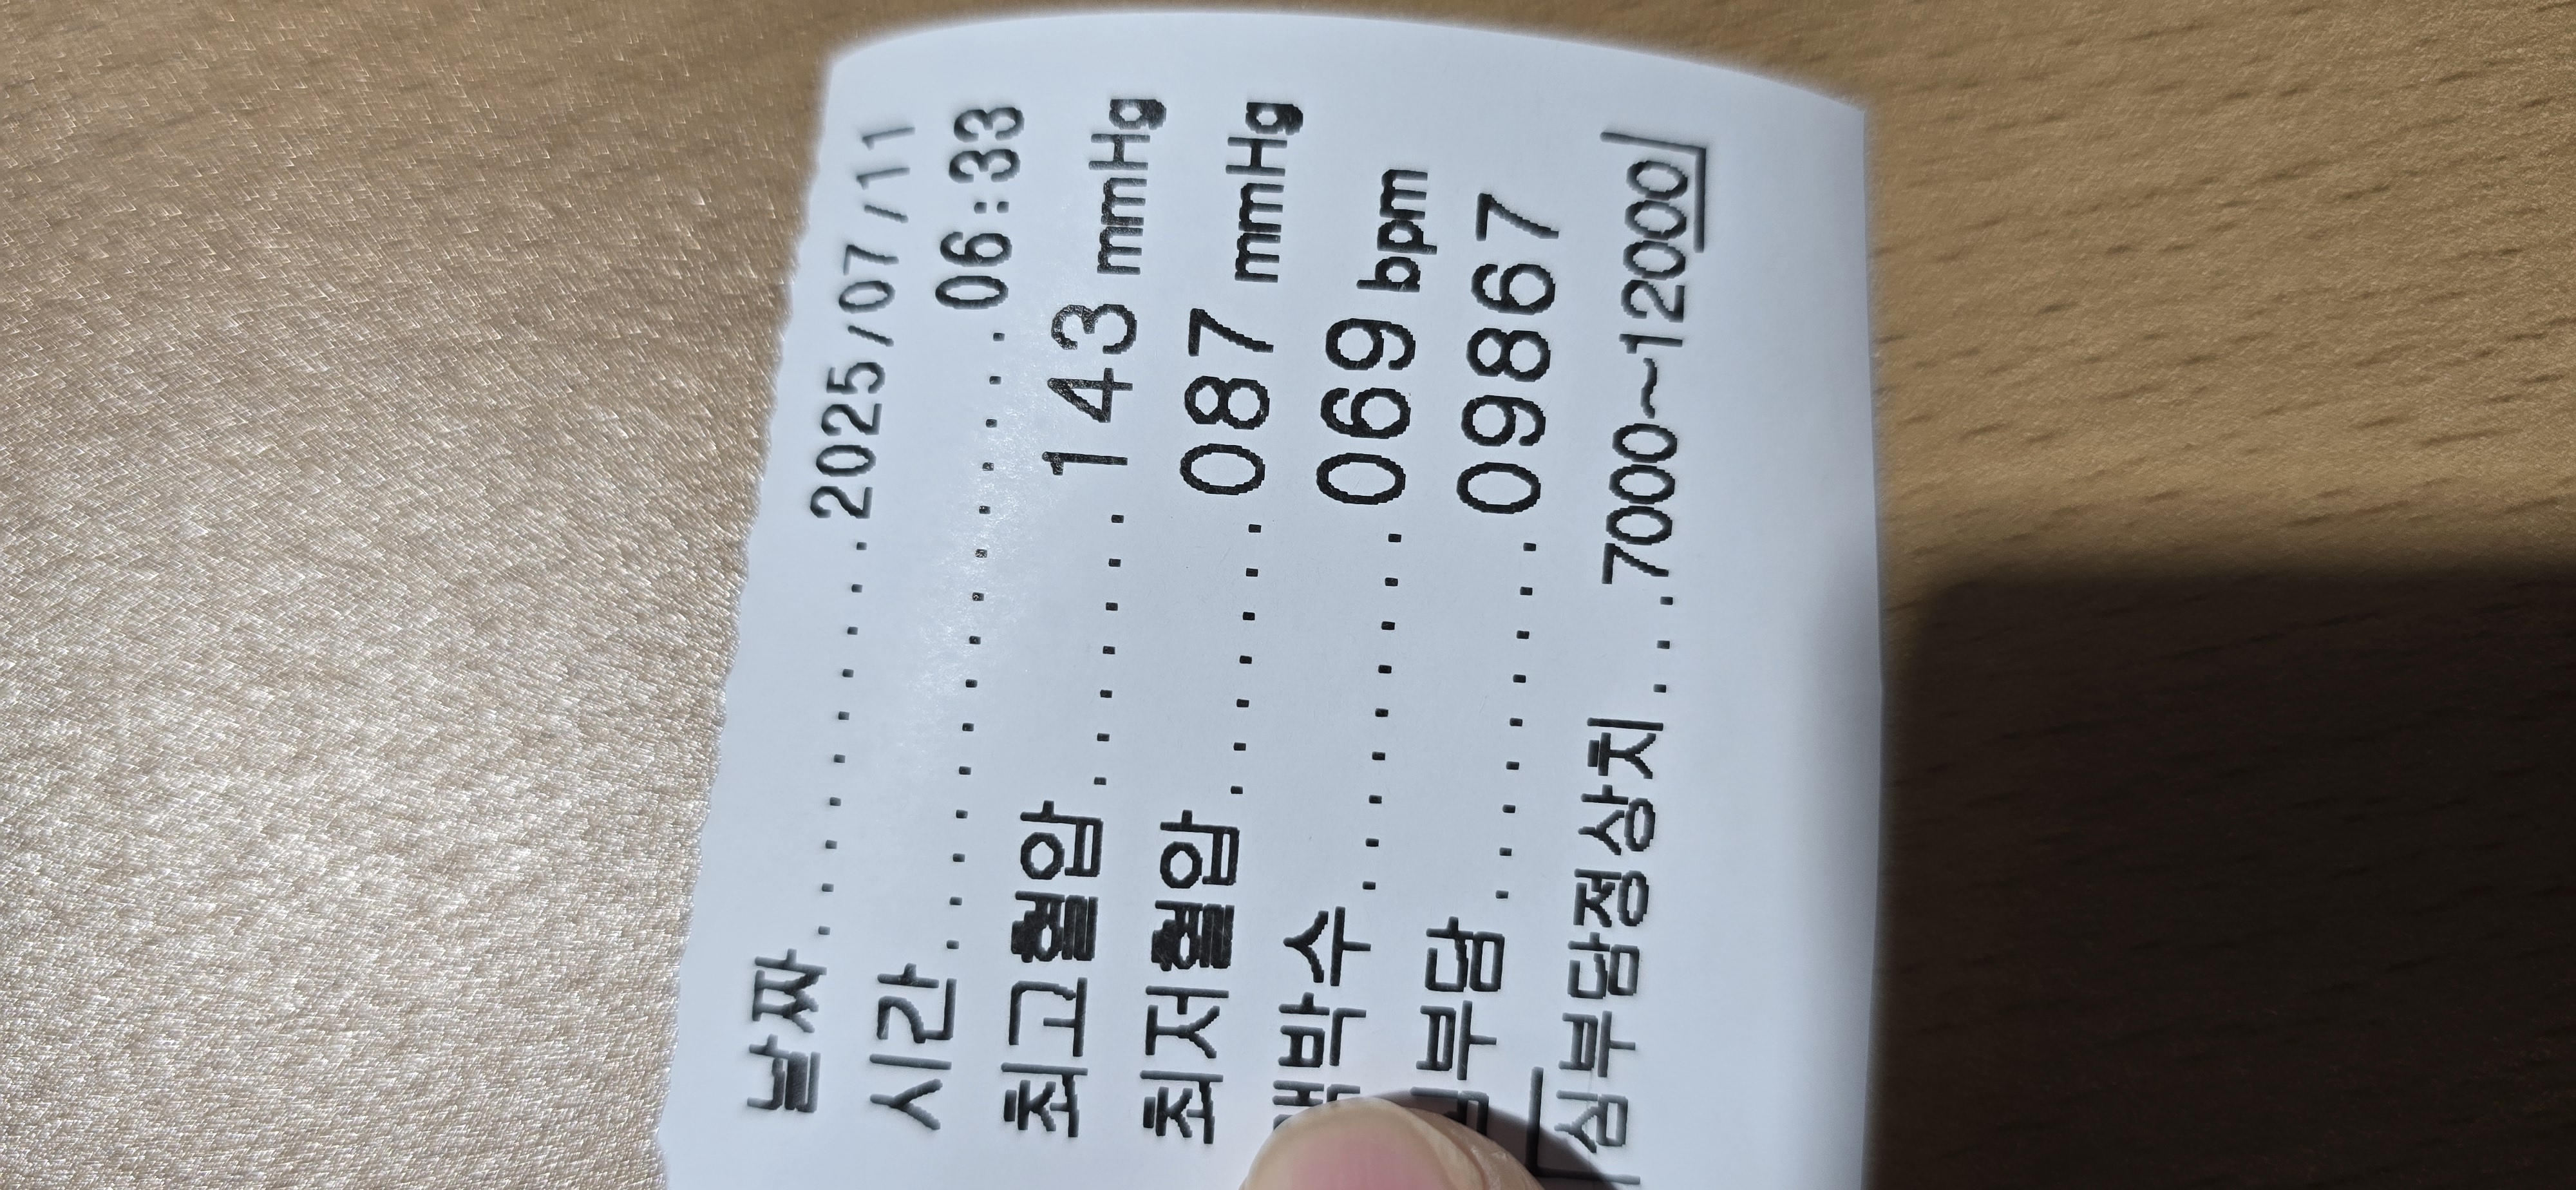 날짜....................2025/07/11
시간....................06:33
최고혈압.......143 mmHg
최저혈압.......087 mmHg
맥박수.........069 bpm
심부담.........09867
심부담정상치...7000~12000